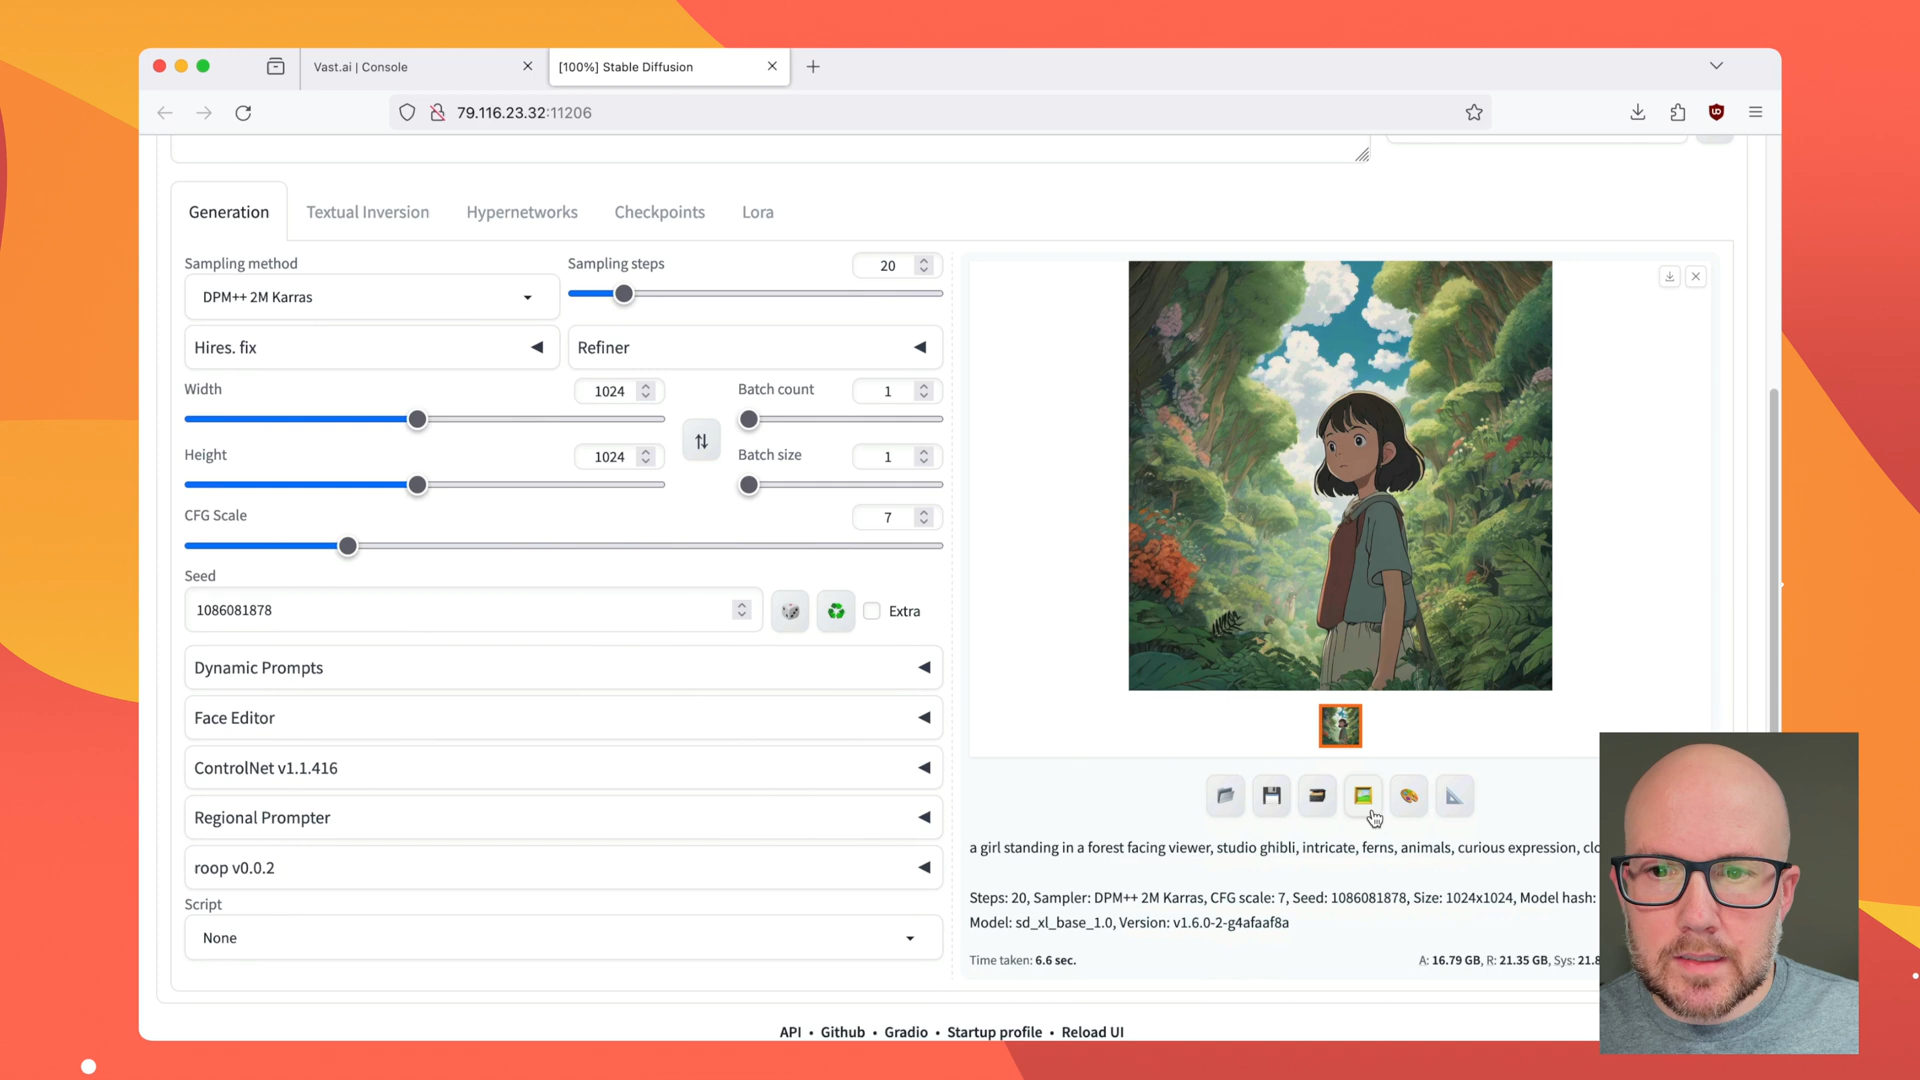 Vast.ai | Console
[100%] Stable Diffusion
79.116.23.32:11206
Generation
Textual Inversion
Hypernetworks
Checkpoints
Lora
Sampling method
Sampling steps
20
DPM++ 2M Karras
Hires. fix
Refiner
Width
1024
Batch count
1
Height
1024
Batch size
1
CFG Scale
7
Seed
1086081878
Extra
Dynamic Prompts
Face Editor
ControlNet v1.1.416
Regional Prompter
roop v0.0.2
Script
None
a girl standing in a forest facing viewer, studio ghibli, intricate, ferns, animals, curious expression, clo
Steps: 20, Sampler: DPM++ 2M Karras, CFG scale: 7, Seed: 1086081878, Size: 1024x1024, Model hash:
Model: sd_xl_base_1.0, Version: v1.6.0-2-g4afaaf8a
Time taken: 6.6 sec.
A: 16.79 GB, R: 21.35 GB, Sys: 21.8
API • Github • Gradio • Startup profile • Reload UI